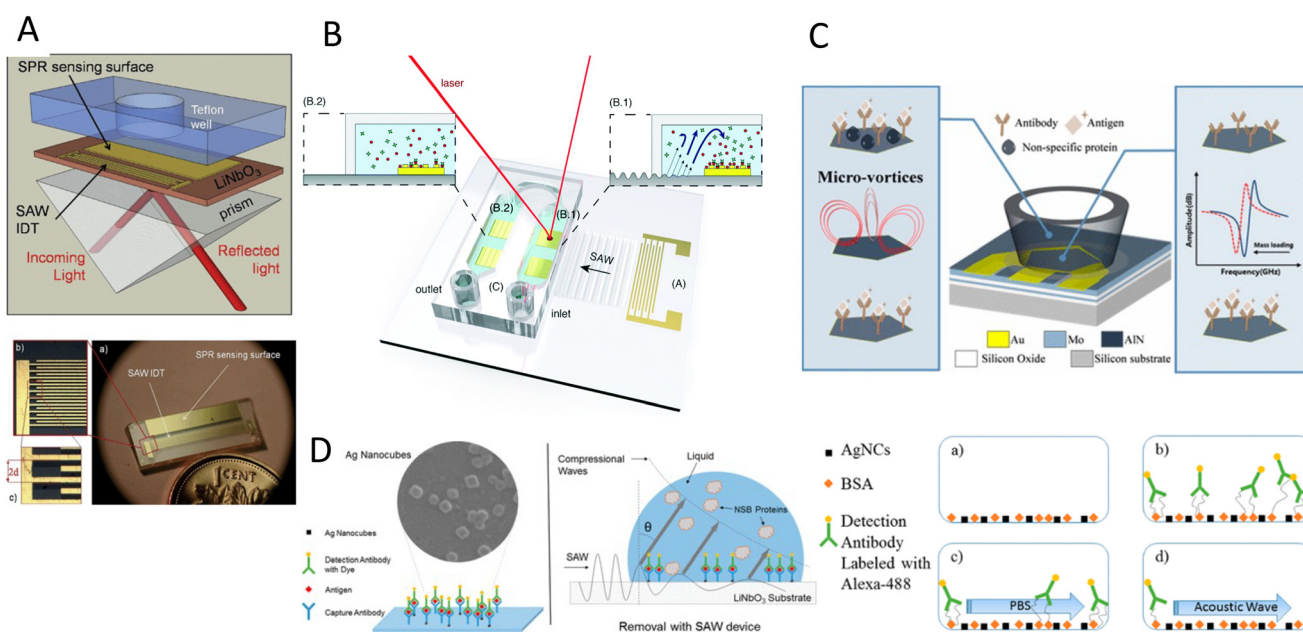 A
SPR sensing surface
Teflon
well
LiNbO3
SAW
IDT
prism
Incoming
Light
Reflected
light
b)
a)
SPR sensing surface
SAW IDT
2d
c)
1 CENT
B
laser
(B.2)
(B.1)
(B.2)
(B.1)
SAW
(A)
outlet
(C)
inlet
C
Antibody
Antigen
Non-specific protein
Micro-vortices
Amplitude(dB)
Mass loading
Frequency(GHz)
Au
Mo
AlN
Silicon Oxide
Silicon substrate
D
Ag Nanocubes
Ag Nanocubes
Detection Antibody
with Dye
Antigen
Capture Antibody
Compressional
Waves
Liquid
NSB Proteins
θ
SAW
LiNbO3 Substrate
Removal with SAW device
AgNCs
BSA
Detection
Antibody
Labeled with
Alexa-488
a)
b)
c)
PBS
d)
Acoustic Wave